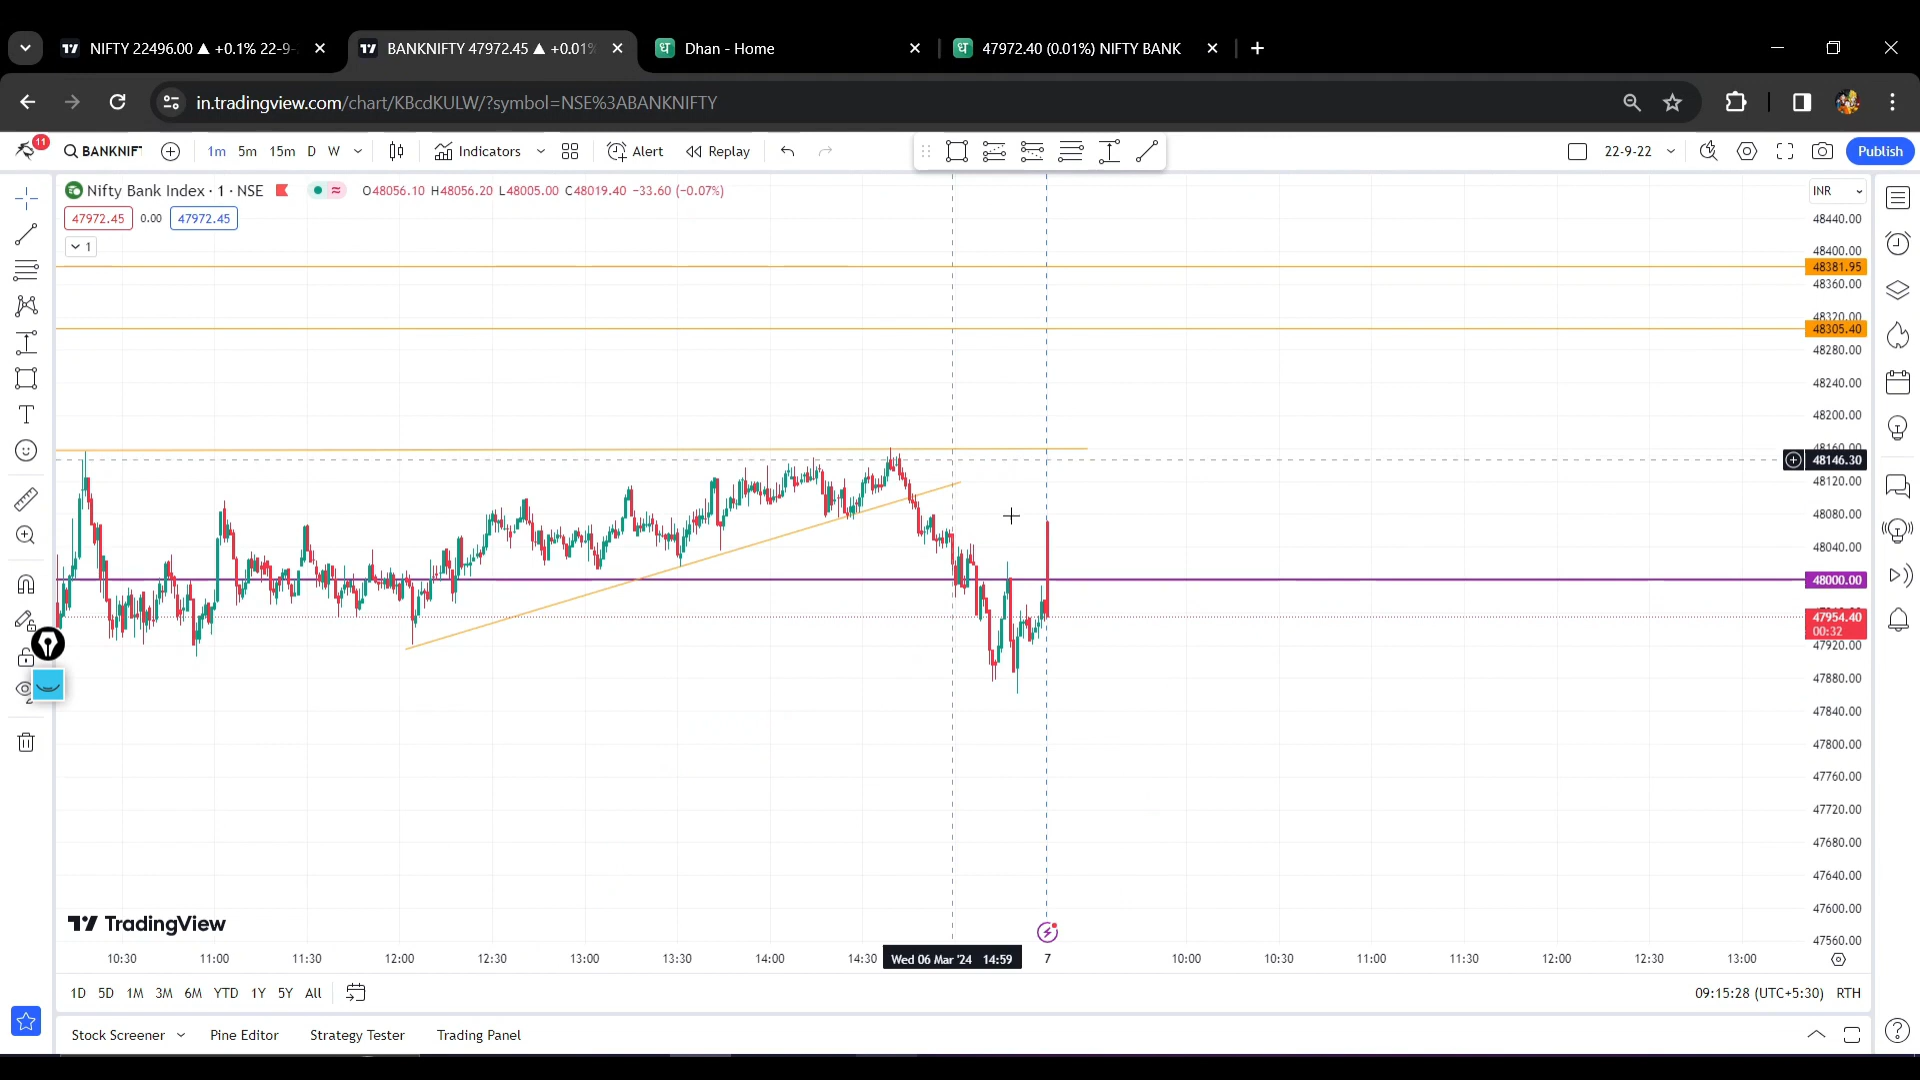 NIFTY 22496.00 ▲ +0.1% 22-9-
BANKNIFTY 47972.45 ▲ +0.01%
Dhan - Home
47972.40 (0.01%) NIFTY BANK
in.tradingview.com/chart/KBcdKULW/?symbol=NSE%3ABANKNIFTY
11
BANKNIF
1m 5m 15m D W
Indicators
Alert
Replay
22-9-22
Publish
Nifty Bank Index · 1 · NSE
O48056.10 H48056.20 L48005.00 C48019.40 −33.60 (−0.07%)
INR
47972.45 0.00 47972.45
1
48440.00
48400.00
48381.95
48360.00
48320.00
48305.40
48280.00
48240.00
48200.00
48160.00
48146.30
48120.00
48080.00
48040.00
48000.00
47954.40
00:32
47920.00
47880.00
47840.00
47800.00
47760.00
47720.00
47680.00
47640.00
47600.00
47560.00
TradingView
10:30 11:00 11:30 12:00 12:30 13:00 13:30 14:00 14:30 Wed 06 Mar '24 14:59 7 10:00 10:30 11:00 11:30 12:00 12:30 13:00
1D 5D 1M 3M 6M YTD 1Y 5Y All
09:15:28 (UTC+5:30) RTH
Stock Screener Pine Editor Strategy Tester Trading Panel